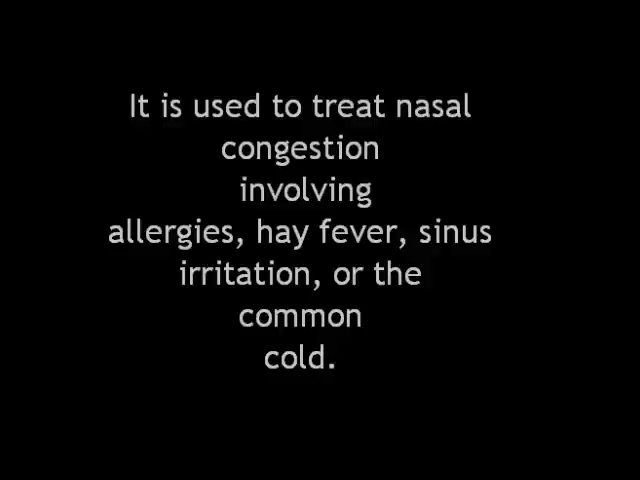 It is used to treat nasal
congestion
involving
allergies, hay fever, sinus
irritation, or the
common
cold.